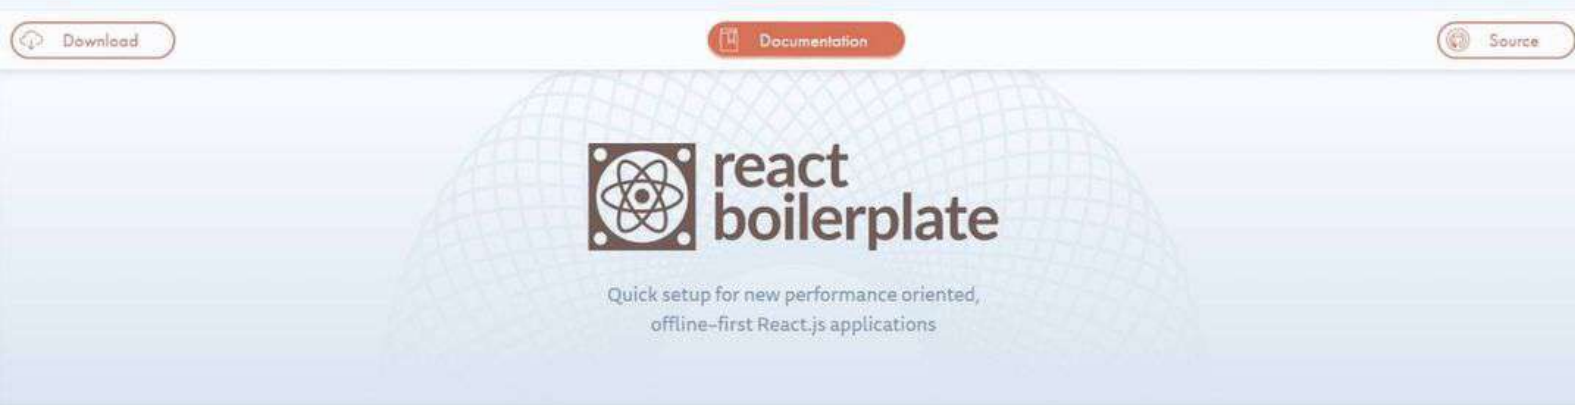 Download
Documentation
Source
react
boilerplate
Quick setup for new performance oriented,
offline-first React.js applications